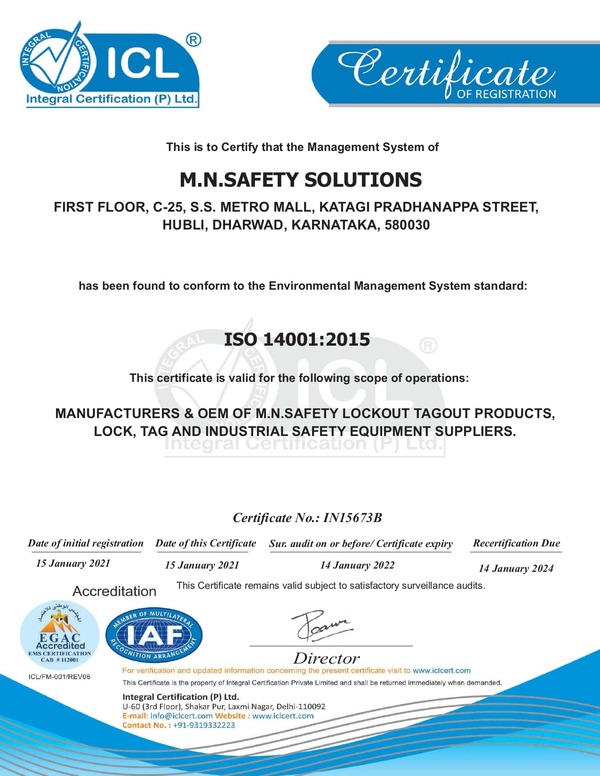 INTEGRAL CERTIFICATION
ICL®
Integral Certification (P) Ltd.
Certificate
OF REGISTRATION
This is to Certify that the Management System of
M.N.SAFETY SOLUTIONS
FIRST FLOOR, C-25, S.S. METRO MALL, KATAGI PRADHANAPPA STREET,
HUBLI, DHARWAD, KARNATAKA, 580030
has been found to conform to the Environmental Management System standard:
ISO 14001:2015
INTEGRAL CERTIFICATION
ICL®
This certificate is valid for the following scope of operations:
MANUFACTURERS & OEM OF M.N.SAFETY LOCKOUT TAGOUT PRODUCTS,
LOCK, TAG AND INDUSTRIAL SAFETY EQUIPMENT SUPPLIERS.
Integral Certification (P) Ltd.
Certificate No.: IN15673B
Date of initial registration Date of this Certificate Sur. audit on or before/ Certificate expiry Recertification Due
15 January 2021 15 January 2021 14 January 2022 14 January 2024
This Certificate remains valid subject to satisfactory surveillance audits.
Accreditation
EGAC
Accredited
EMS CERTIFICATION
CAB # 112001
MEMBER OF MULTILATERAL
IAF
RECOGNITION ARRANGEMENT
Director
ICL/FM-001/REV06
For verification and updated information concerning the present certificate visit to www.iclcert.com
This Certificate is the property of Integral Certification Private Limited and shall be returned immediately when demanded.
Integral Certification (P) Ltd.
U-60 (3rd Floor), Shakar Pur, Laxmi Nagar, Delhi-110092
E-mail: info@iclcert.com Website : www.iclcert.com
Contact No. : +91-9319332223